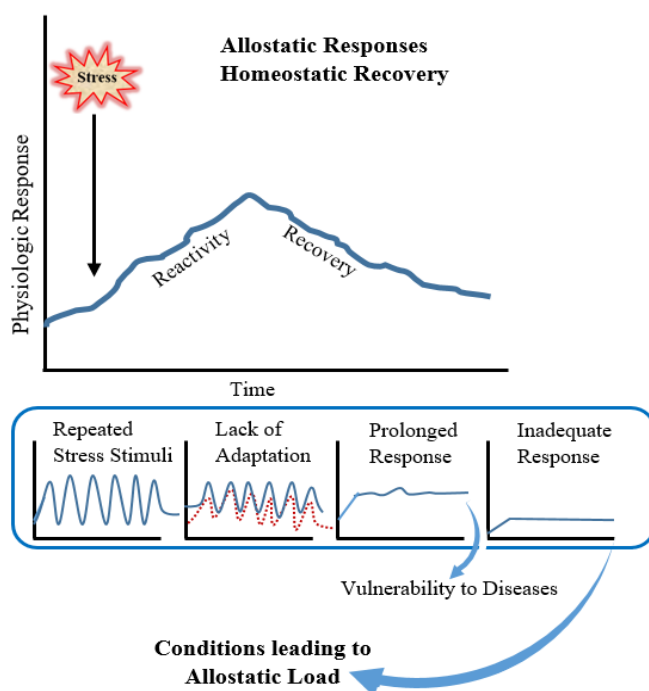 Allostatic Responses
Homeostatic Recovery
Stress
Physiologic Response
Reactivity
Recovery
Time
Repeated
Stress Stimuli
Lack of
Adaptation
Prolonged
Response
Inadequate
Response
Vulnerability to Diseases
Conditions leading to
Allostatic Load